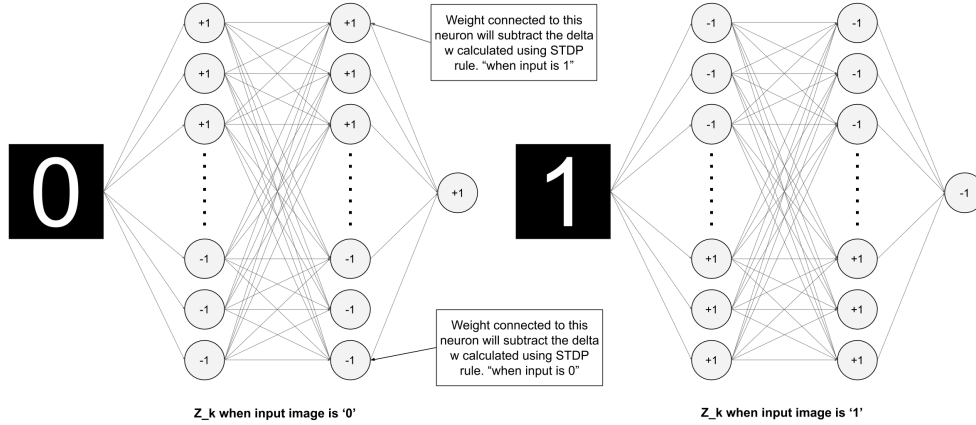 +1
+1
+1
-1
-1
-1
+1
+1
+1
-1
-1
-1
+1
0
Weight connected to this
neuron will subtract the delta
w calculated using STDP
rule. “when input is 1”
Weight connected to this
neuron will subtract the delta
w calculated using STDP
rule. “when input is 0”
Z_k when input image is ‘0’
1
-1
-1
-1
+1
+1
+1
-1
-1
-1
+1
+1
+1
-1
Z_k when input image is ‘1’